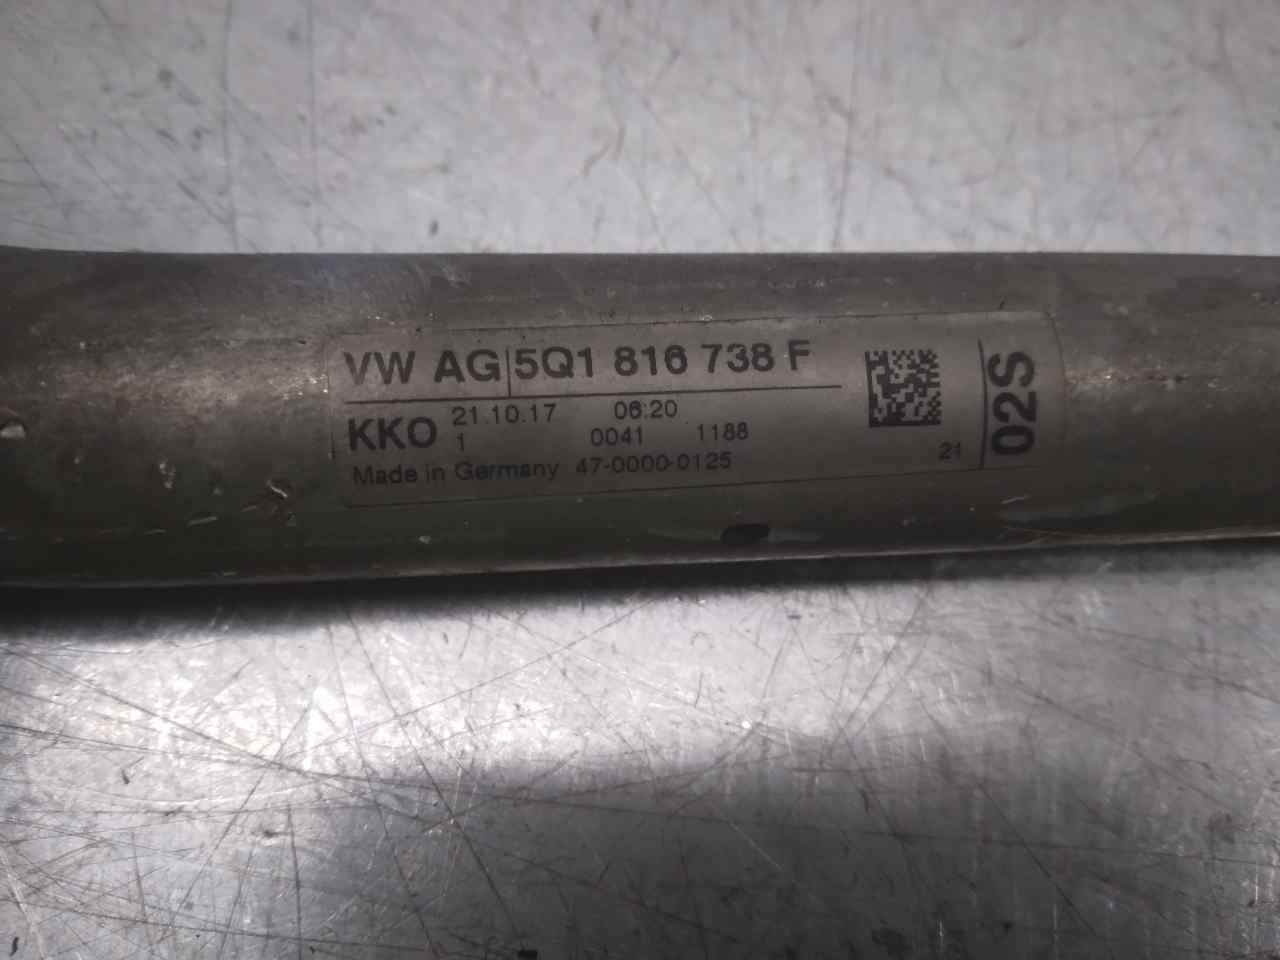 VW AG|5Q1 816 738 F
KKO 21.10.17 06:20
1 0041 1188
Made in Germany 47-0000-0125
21
02S